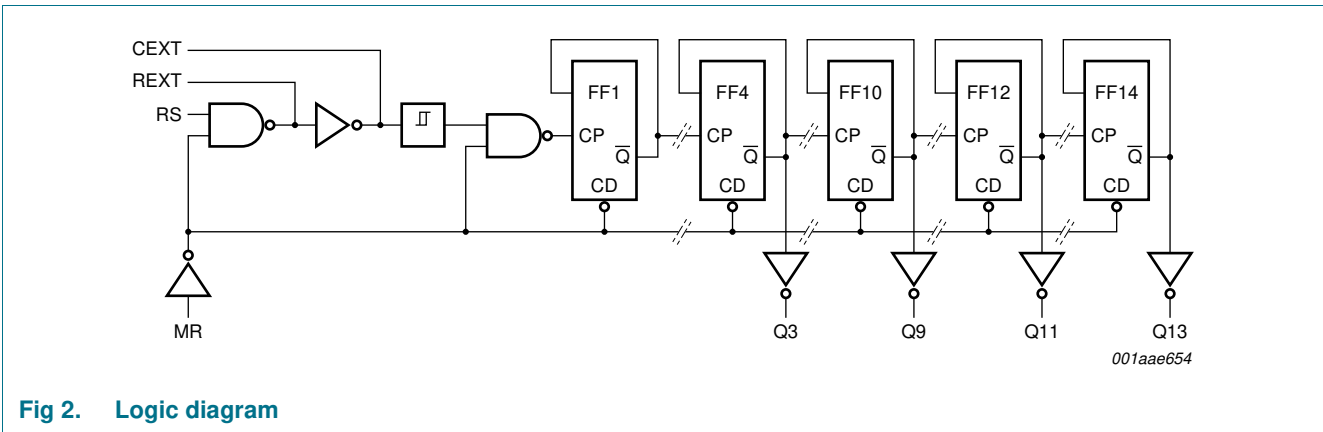 CEXT
REXT
RS
FF1
FF4
FF10
FF12
FF14
CP
CP
CP
CP
CP
Q
Q
Q
Q
Q
CD
CD
CD
CD
CD
MR
Q3
Q9
Q11
Q13
001aae654
Fig 2. Logic diagram